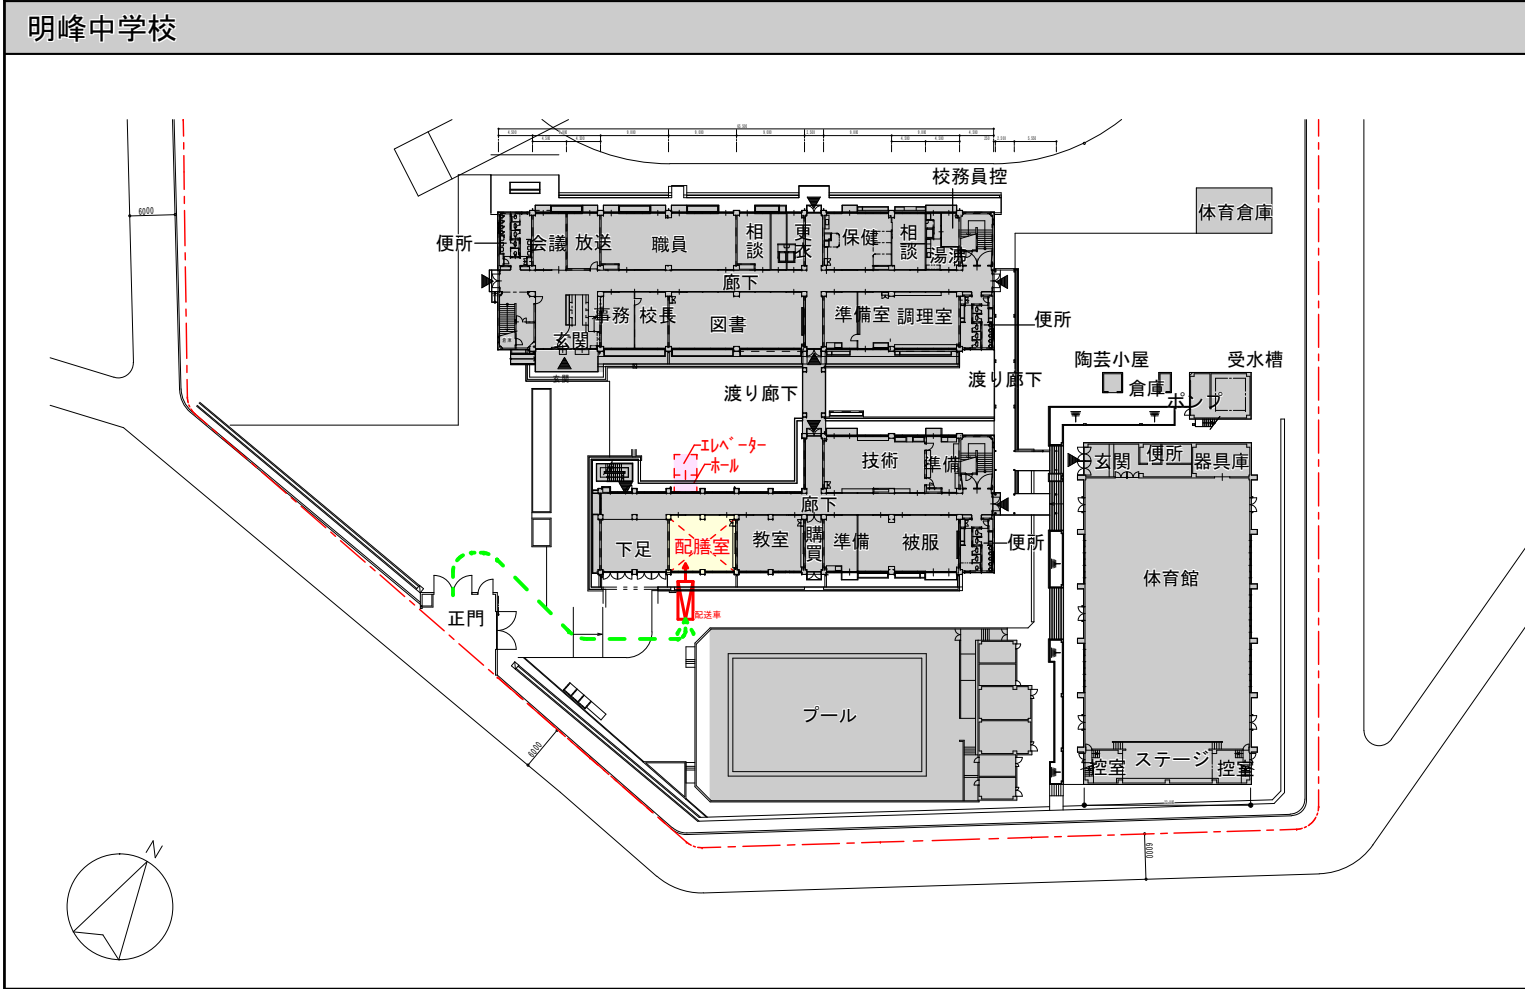 明峰中学校
校務員控
体育倉庫
便所
会議
放送
職員
相談
更衣
保健
相談
湯沸
廊下
事務
校長
図書
準備室
調理室
便所
玄関
玄関
渡り廊下
渡り廊下
陶芸小屋
受水槽
倉庫
ポンプ
エレベーター
ホール
技術
準備
玄関
便所
器具庫
廊下
下足
配膳室
教室
購買
準備
被服
便所
体育館
正門
配送車
プール
ステージ
控室
控室
6000
6000
6000
N